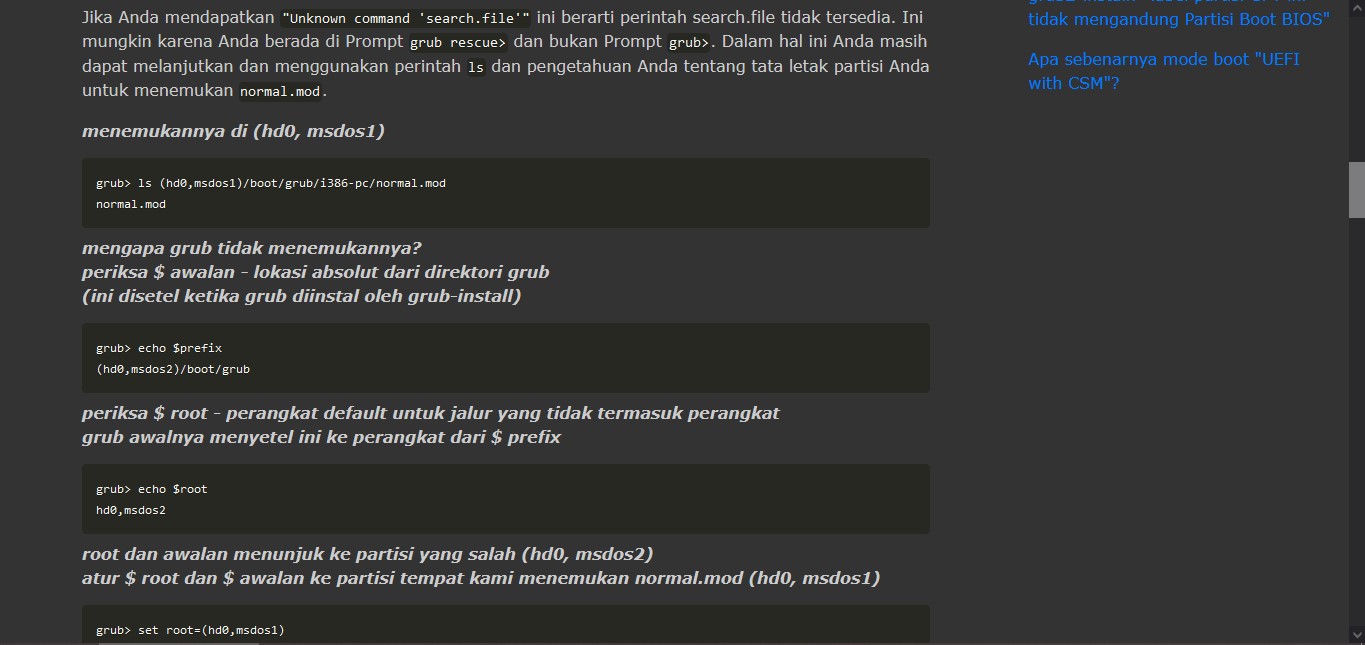 Jika Anda mendapatkan "Unknown command 'search.file'" ini berarti perintah search.file tidak tersedia. Ini
mungkin karena Anda berada di Prompt grub rescue> dan bukan Prompt grub>. Dalam hal ini Anda masih
dapat melanjutkan dan menggunakan perintah ls dan pengetahuan Anda tentang tata letak partisi Anda
untuk menemukan normal.mod.
menemukannya di (hd0, msdos1)
grub> ls (hd0,msdos1)/boot/grub/i386-pc/normal.mod
normal.mod
mengapa grub tidak menemukannya?
periksa $ awalan - lokasi absolut dari direktori grub
(ini disetel ketika grub diinstal oleh grub-install)
grub> echo $prefix
(hd0,msdos2)/boot/grub
periksa $ root - perangkat default untuk jalur yang tidak termasuk perangkat
grub awalnya menyetel ini ke perangkat dari $ prefix
grub> echo $root
hd0,msdos2
root dan awalan menunjuk ke partisi yang salah (hd0, msdos2)
atur $ root dan $ awalan ke partisi tempat kami menemukan normal.mod (hd0, msdos1)
grub> set root=(hd0,msdos1)
tidak mengandung Partisi Boot BIOS"
Apa sebenarnya mode boot "UEFI
with CSM"?